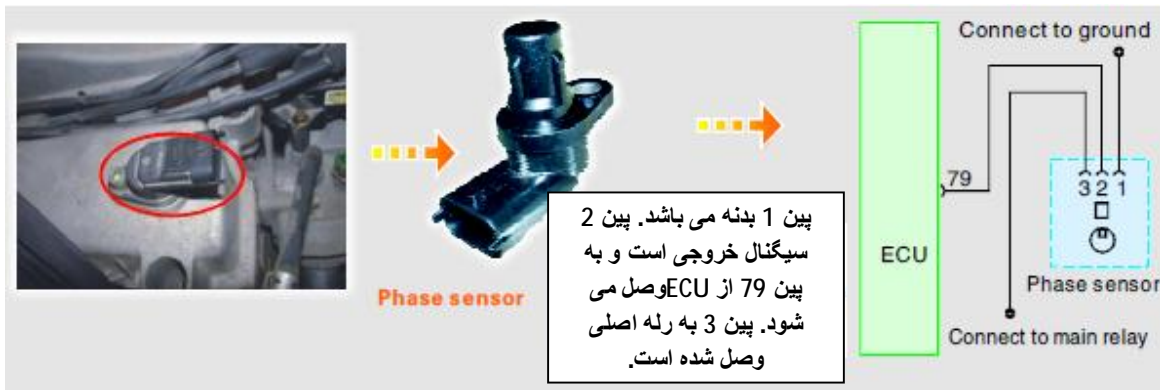 Phase sensor
پین 1 بدنه می باشد. پین 2
سیگنال خروجی است و به
پین 79 از ECUوصل می
شود. پین 3 به رله اصلی
وصل شده است.
Connect to ground
79
3 2 1
ECU
Phase sensor
Connect to main relay